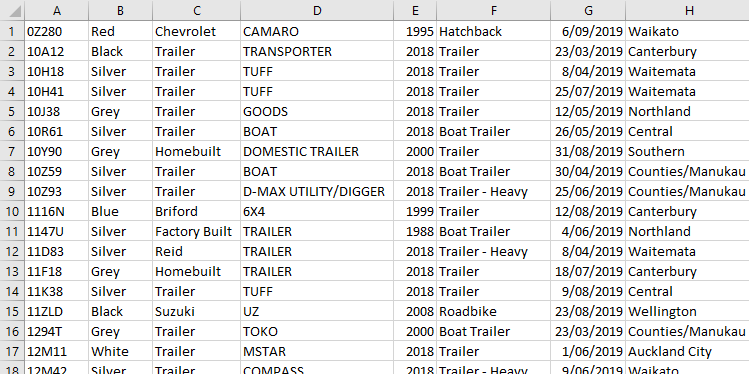 A B C D E F G H
1 0Z280 Red Chevrolet CAMARO 1995 Hatchback 6/09/2019 Waikato
2 10A12 Black Trailer TRANSPORTER 2018 Trailer 23/03/2019 Canterbury
3 10H18 Silver Trailer TUFF 2018 Trailer 8/04/2019 Waitemata
4 10H41 Silver Trailer TUFF 2018 Trailer 25/07/2019 Waitemata
5 10J38 Grey Trailer GOODS 2018 Trailer 12/05/2019 Northland
6 10R61 Silver Trailer BOAT 2018 Boat Trailer 26/05/2019 Central
7 10Y90 Grey Homebuilt DOMESTIC TRAILER 2000 Trailer 31/08/2019 Southern
8 10Z59 Silver Trailer BOAT 2018 Boat Trailer 30/04/2019 Counties/Manukau
9 10Z93 Silver Trailer D-MAX UTILITY/DIGGER 2018 Trailer - Heavy 25/06/2019 Counties/Manukau
10 1116N Blue Briford 6X4 1999 Trailer 12/08/2019 Canterbury
11 1147U Silver Factory Built TRAILER 1988 Boat Trailer 4/06/2019 Northland
12 11D83 Silver Reid TRAILER 2018 Trailer - Heavy 8/04/2019 Waitemata
13 11F18 Grey Homebuilt TRAILER 2018 Trailer 18/07/2019 Canterbury
14 11K38 Silver Trailer TUFF 2018 Trailer 9/08/2019 Central
15 11ZLD Black Suzuki UZ 2008 Roadbike 23/08/2019 Wellington
16 1294T Grey Trailer TOKO 2000 Boat Trailer 23/03/2019 Counties/Manukau
17 12M11 White Trailer MSTAR 2018 Trailer 1/06/2019 Auckland City
18 12M42 Silver Trailer COMPASS 2018 Trailer - Heavy 9/06/2019 Waikato